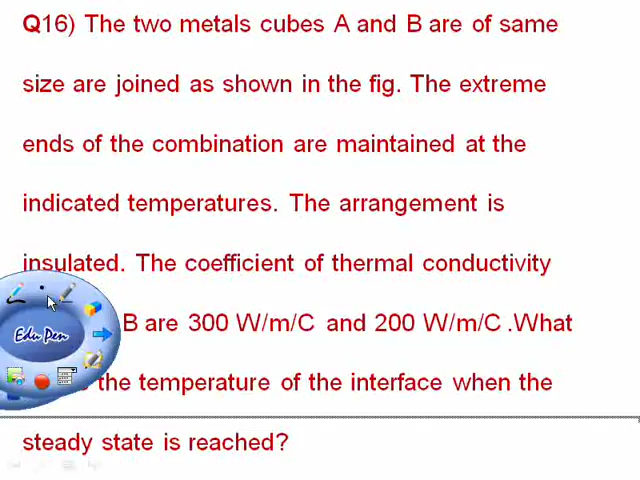 Q16) The two metals cubes A and B are of same
size are joined as shown in the fig. The extreme
ends of the combination are maintained at the
indicated temperatures. The arrangement is
insulated. The coefficient of thermal conductivity
B are 300 W/m/C and 200 W/m/C .What
Edu Pen
the temperature of the interface when the
steady state is reached?